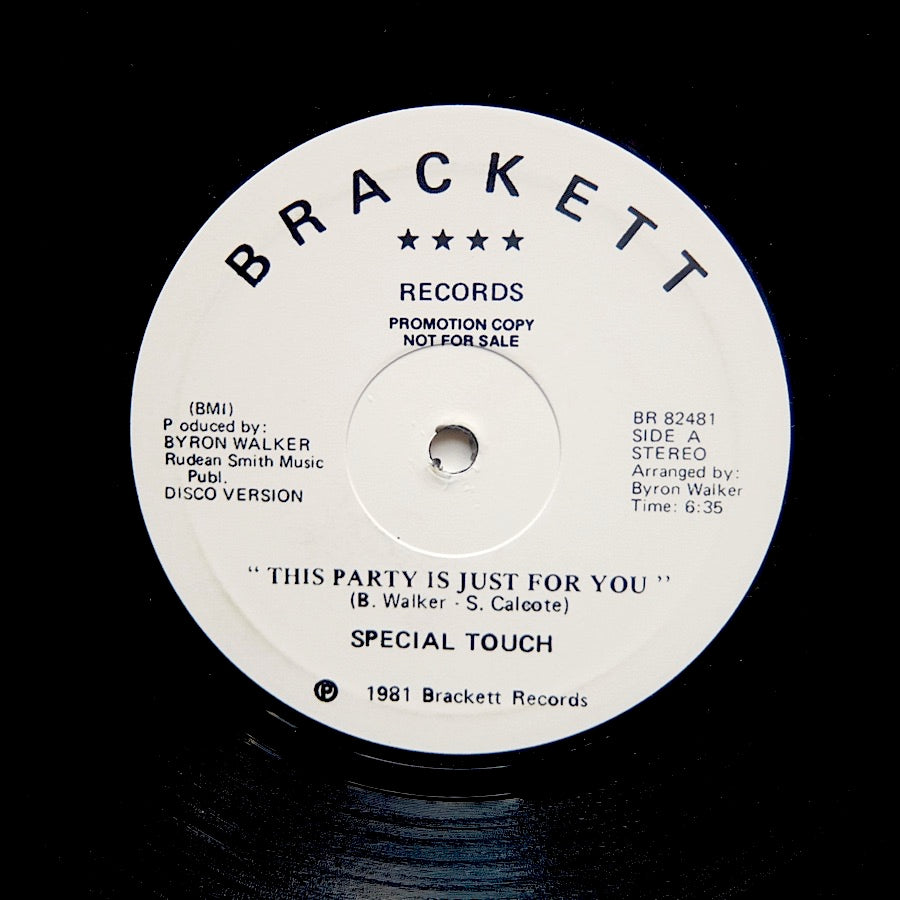 BRACKETT
★★★★
RECORDS
PROMOTION COPY
NOT FOR SALE
(BMI)
P oduced by:
BYRON WALKER
Rudean Smith Music
Publ.
DISCO VERSION
BR 82481
SIDE A
STEREO
Arranged by:
Byron Walker
Time: 6:35
“ THIS PARTY IS JUST FOR YOU ”
(B. Walker · S. Calcote)
SPECIAL TOUCH
Ⓟ 1981 Brackett Records